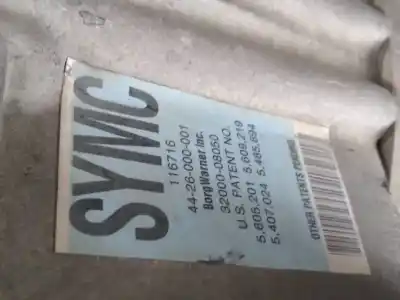 SYMC
116716
44-26-000-001
BorgWarner Inc.
32000-08050
U.S. PATENT NO.
5,605,201 5,609,219
5,407,024 5,485,894
OTHER PATENTS PENDING